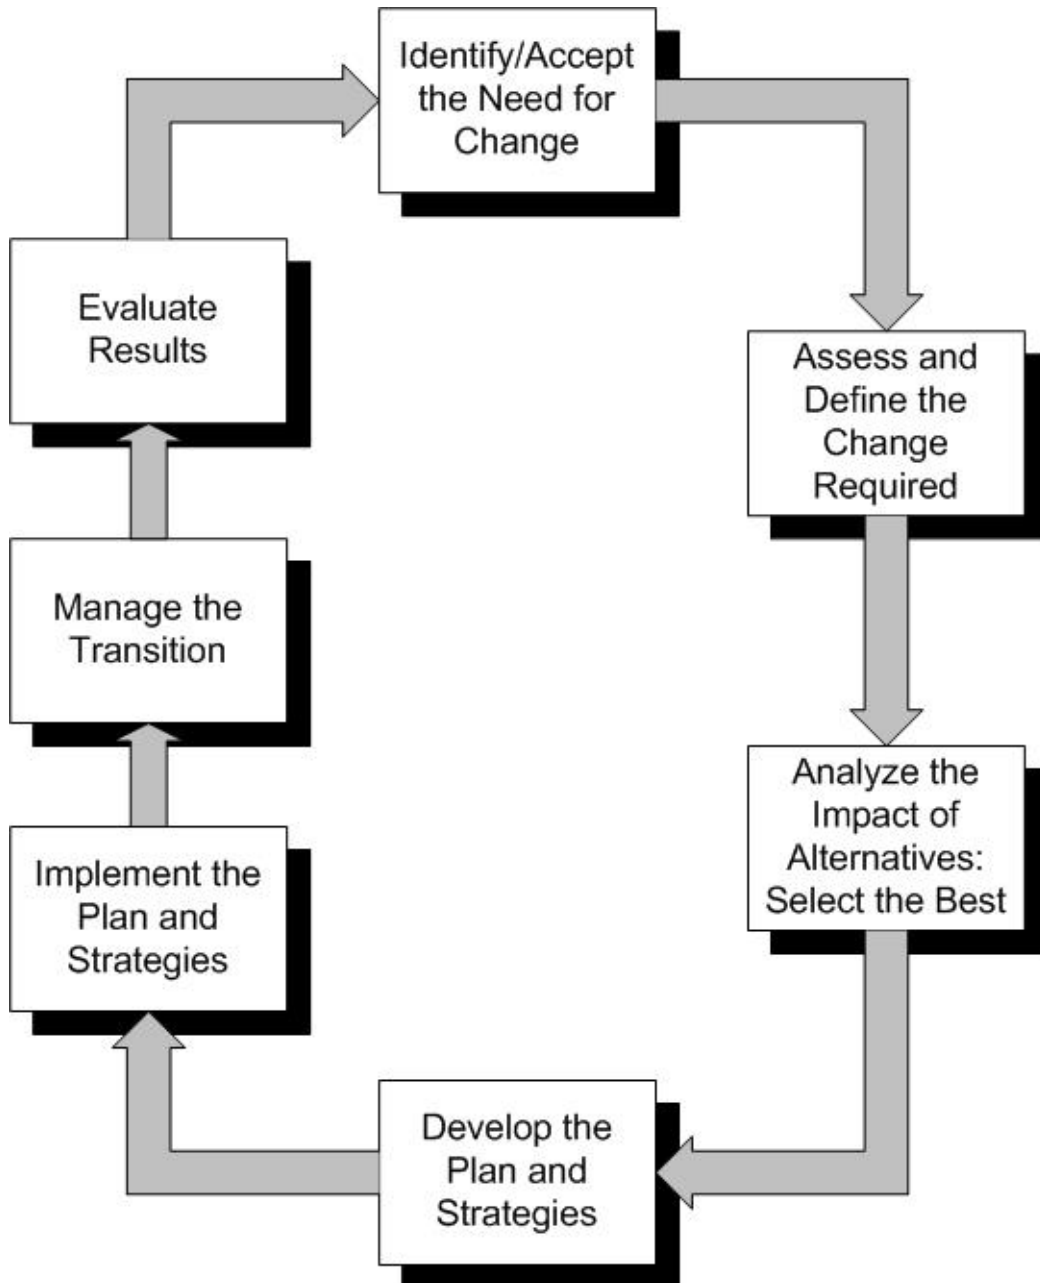 Identify/Accept
the Need for
Change
Assess and
Define the
Change
Required
Analyze the
Impact of
Alternatives:
Select the Best
Develop the
Plan and
Strategies
Implement the
Plan and
Strategies
Manage the
Transition
Evaluate
Results